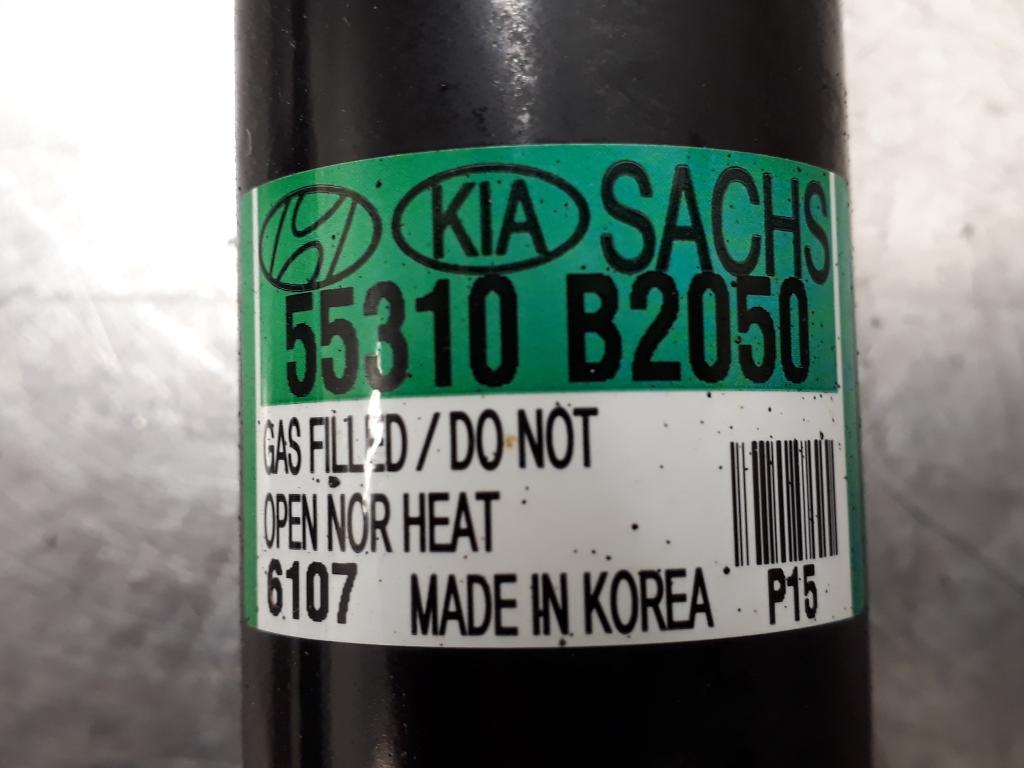 KIA SACHS
55310 B2050
GAS FILLED / DO NOT
OPEN NOR HEAT
6107 MADE IN KOREA P15